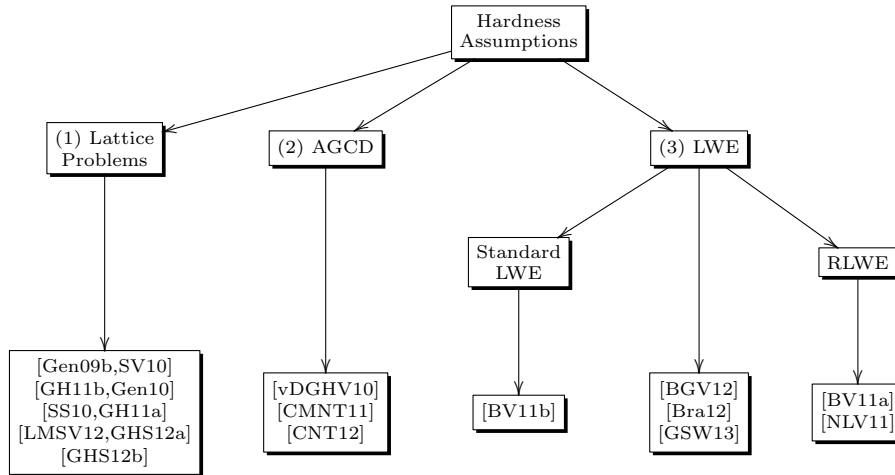 Hardness
Assumptions
(1) Lattice
Problems
(2) AGCD
(3) LWE
Standard
LWE
RLWE
[Gen09b,SV10]
[GH11b,Gen10]
[SS10,GH11a]
[LMSV12,GHS12a]
[GHS12b]
[vDGHV10]
[CMNT11]
[CNT12]
[BV11b]
[BGV12]
[Bra12]
[GSW13]
[BV11a]
[NLV11]